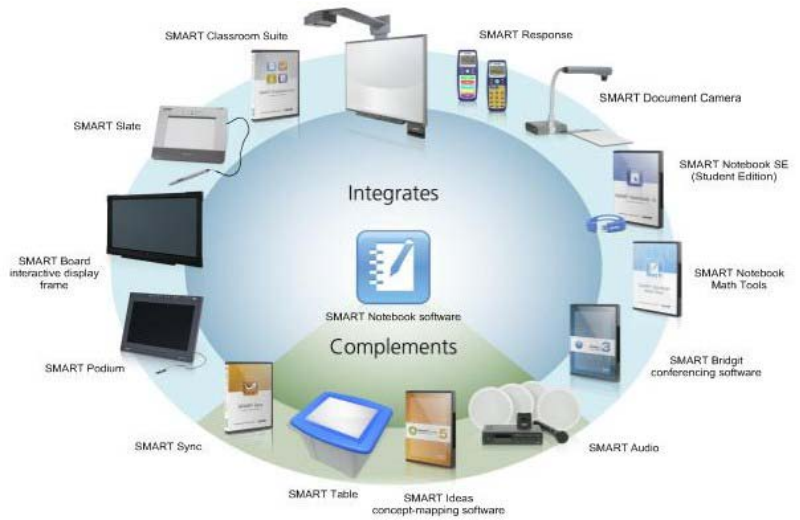 SMART Classroom Suite
SMART Response
SMART Document Camera
SMART Slate
SMART Notebook SE
(Student Edition)
Integrates
SMART Board
interactive display
frame
SMART Notebook
Math Tools
SMART Notebook software
Complements
SMART Podium
SMART Bridgit
conferencing software
3
SMART Sync
5
SMART Audio
SMART Table
SMART Ideas
concept-mapping software